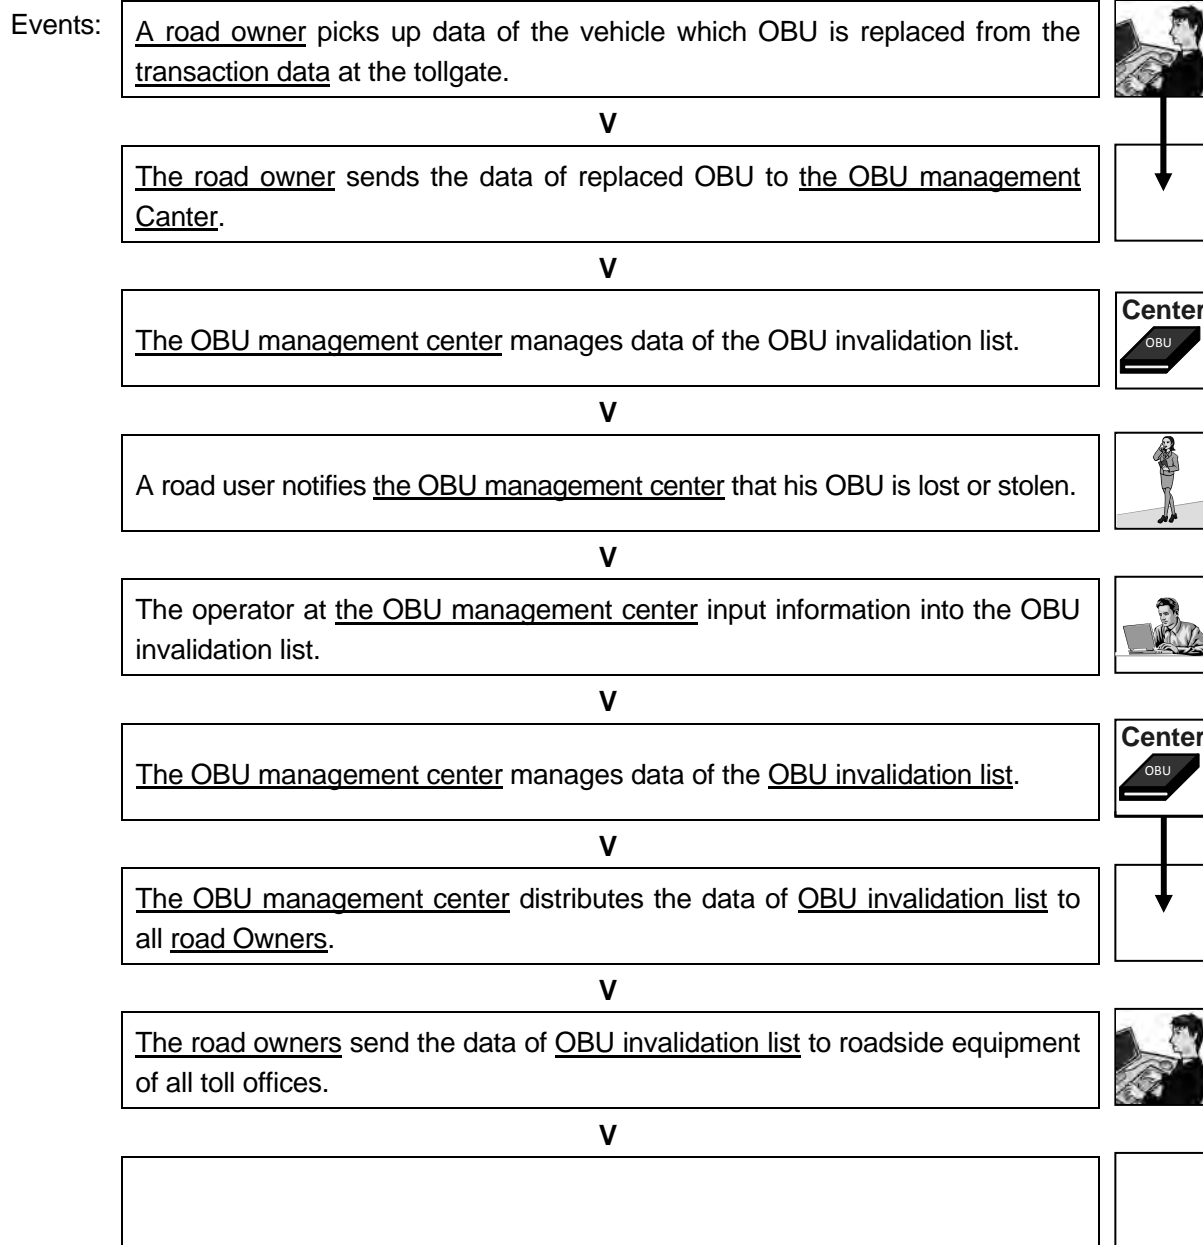 Events:
A road owner picks up data of the vehicle which OBU is replaced from the
transaction data at the tollgate.
V
The road owner sends the data of replaced OBU to the OBU management
Canter.
V
The OBU management center manages data of the OBU invalidation list.
Center
OBU
V
A road user notifies the OBU management center that his OBU is lost or stolen.
V
The operator at the OBU management center input information into the OBU
invalidation list.
V
The OBU management center manages data of the OBU invalidation list.
Center
OBU
V
The OBU management center distributes the data of OBU invalidation list to
all road Owners.
V
The road owners send the data of OBU invalidation list to roadside equipment
of all toll offices.
V